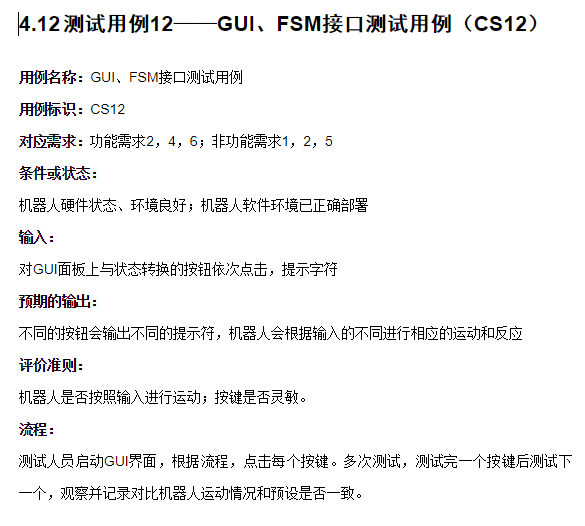 4.12 测试用例12——GUI、FSM接口测试用例（CS12）
用例名称：GUI、FSM接口测试用例
用例标识：CS12
对应需求：功能需求2，4，6；非功能需求1，2，5
条件或状态：
机器人硬件状态、环境良好；机器人软件环境已正确部署
输入：
对GUI面板上与状态转换的按钮依次点击，提示字符
预期的输出：
不同的按钮会输出不同的提示符，机器人会根据输入的不同进行相应的运动和反应
评价准则：
机器人是否按照输入进行运动；按键是否灵敏。
流程：
测试人员启动GUI界面，根据流程，点击每个按键。多次测试，测试完一个按键后测试下
一个，观察并记录对比机器人运动情况和预设是否一致。